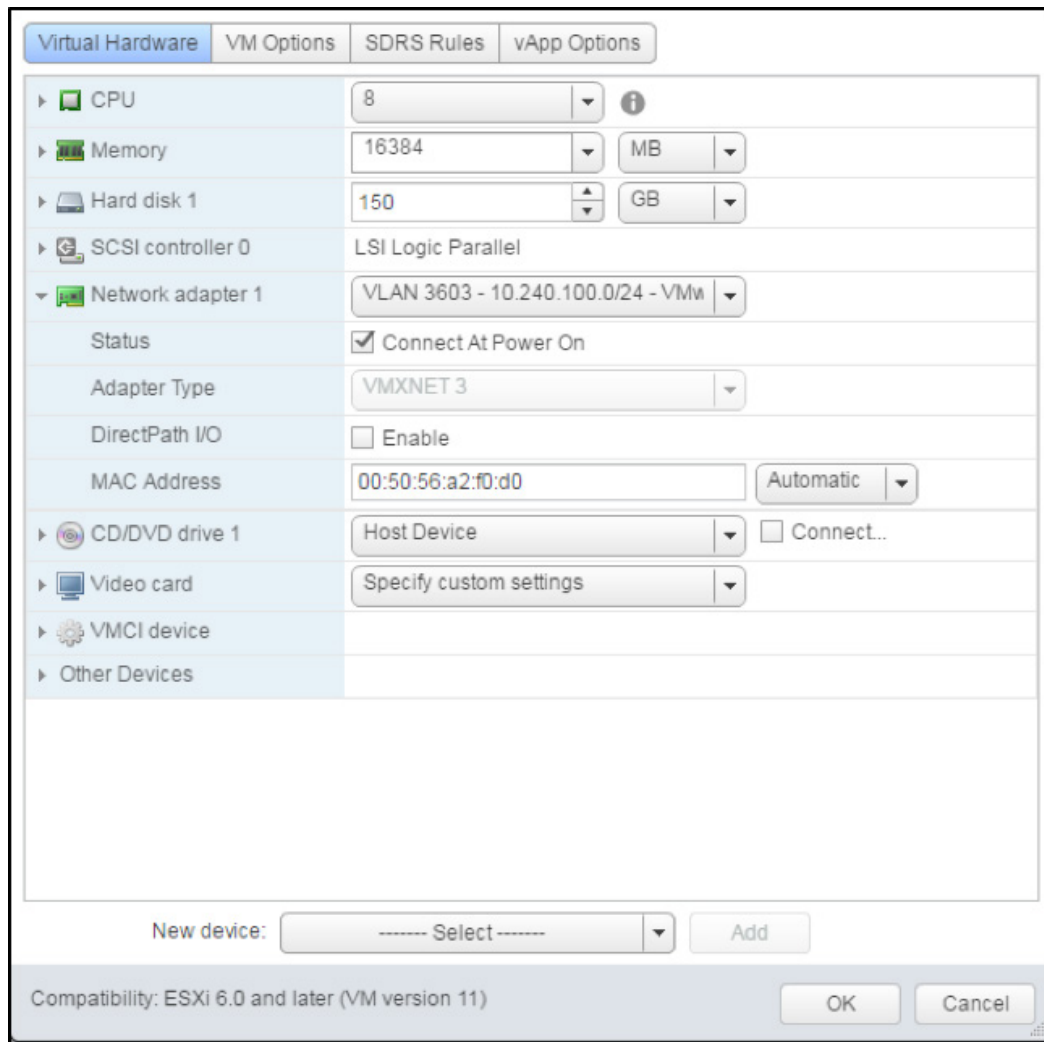 Virtual Hardware VM Options SDRS Rules vApp Options
CPU 8
Memory 16384 MB
Hard disk 1 150 GB
SCSI controller 0 LSI Logic Parallel
Network adapter 1 VLAN 3603 - 10.240.100.0/24 - VMw
Status Connect At Power On
Adapter Type VMXNET 3
DirectPath I/O Enable
MAC Address 00:50:56:a2:f0:d0 Automatic
CD/DVD drive 1 Host Device Connect...
Video card Specify custom settings
VMCI device
Other Devices
New device: ------- Select ------- Add
Compatibility: ESXi 6.0 and later (VM version 11) OK Cancel